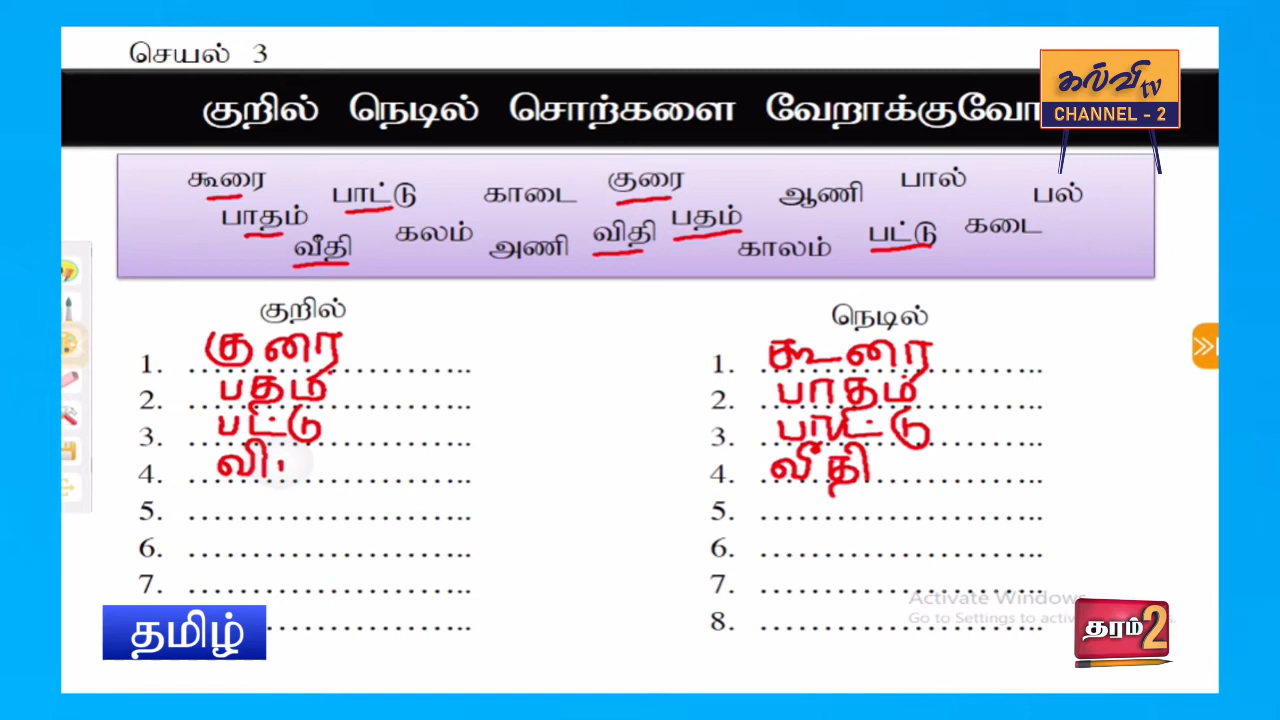 செயல் 3
குறில் நெடில் சொற்களை வேறாக்குவோ
கல்வி tv
CHANNEL - 2
கூரை பாட்டு காடை குரை ஆணி பால் பல்
பாதம் வீதி கலம் அணி விதி பதம் காலம் பட்டு கடை
குறில் நெடில்
1. குரை 1. கூரை
2. பதமி 2. பாதம்
3. பட்டு 3. பாட்டு
4. வி 4. வீதி
5. 5.
6. 6.
7. 7.
8.
Activate Windows
Go to Settings to activ
தமிழ்
தரம் 2